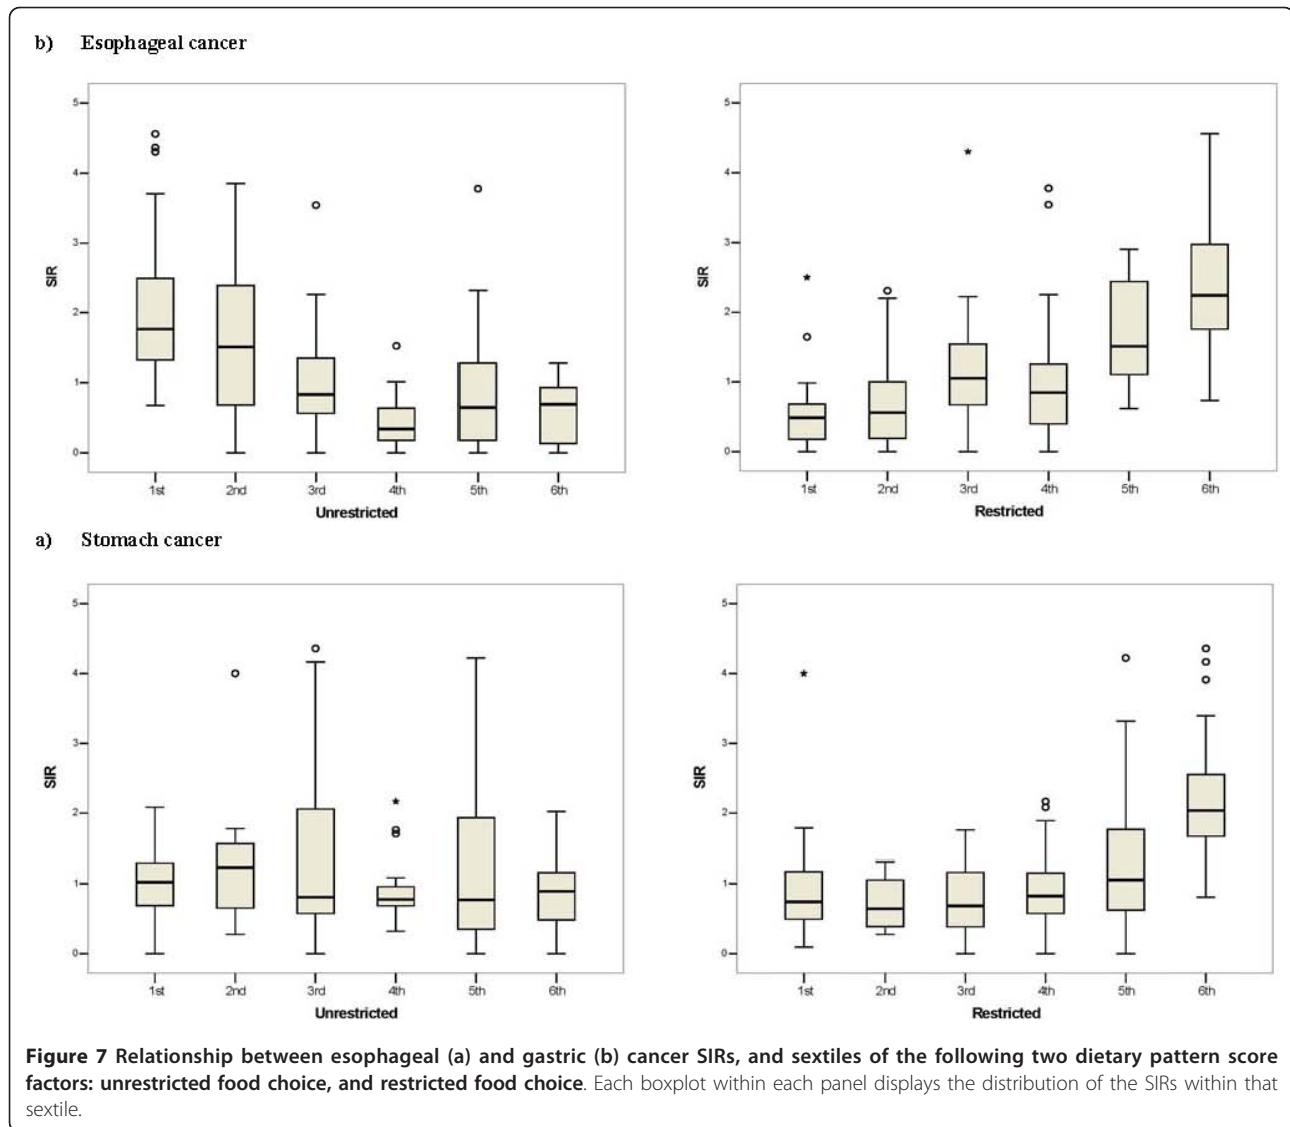 b) Esophageal cancer
5
4
3
2
1
0
SIR
1st 2nd 3rd 4th 5th 6th
Unrestricted
5
4
3
2
1
0
SIR
1st 2nd 3rd 4th 5th 6th
Restricted
a) Stomach cancer
5
4
3
2
1
0
SIR
1st 2nd 3rd 4th 5th 6th
Unrestricted
5
4
3
2
1
0
SIR
1st 2nd 3rd 4th 5th 6th
Restricted
Figure 7 Relationship between esophageal (a) and gastric (b) cancer SIRs, and sextiles of the following two dietary pattern score
factors: unrestricted food choice, and restricted food choice. Each boxplot within each panel displays the distribution of the SIRs within that
sextile.